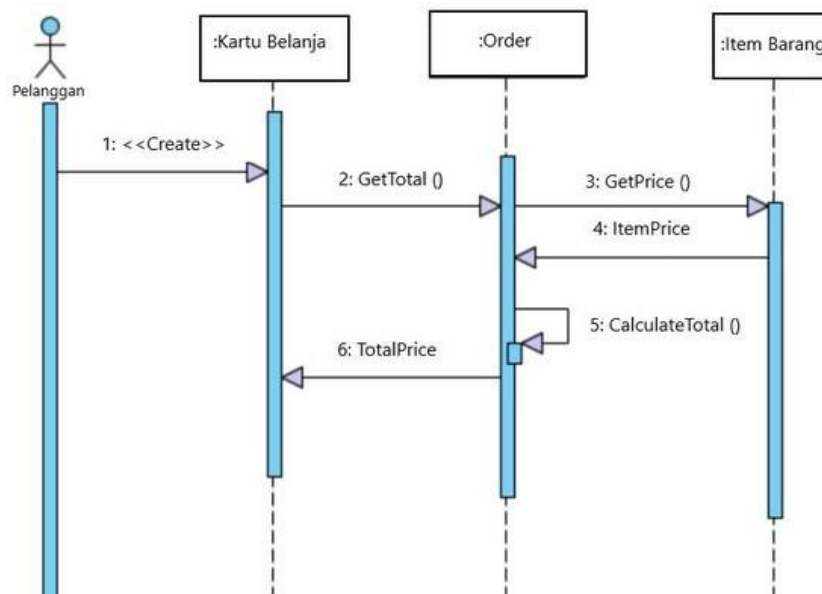 :Kartu Belanja
:Order
:Item Barang
Pelanggan
1: <<Create>>
2: GetTotal ()
3: GetPrice ()
4: ItemPrice
5: CalculateTotal ()
6: TotalPrice